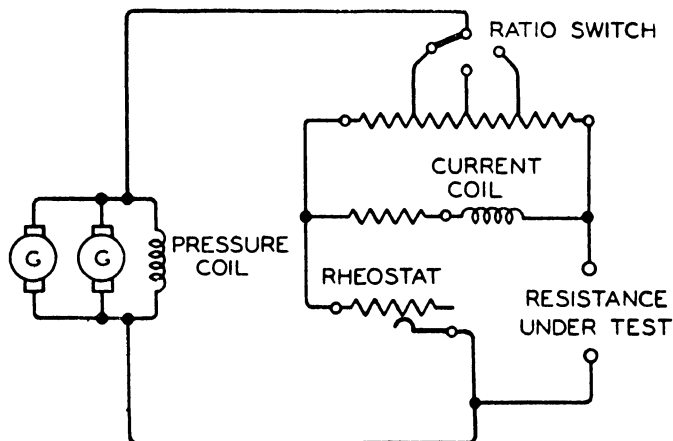 RATIO SWITCH
CURRENT
COIL
G
G
PRESSURE
COIL
RHEOSTAT
RESISTANCE
UNDER TEST